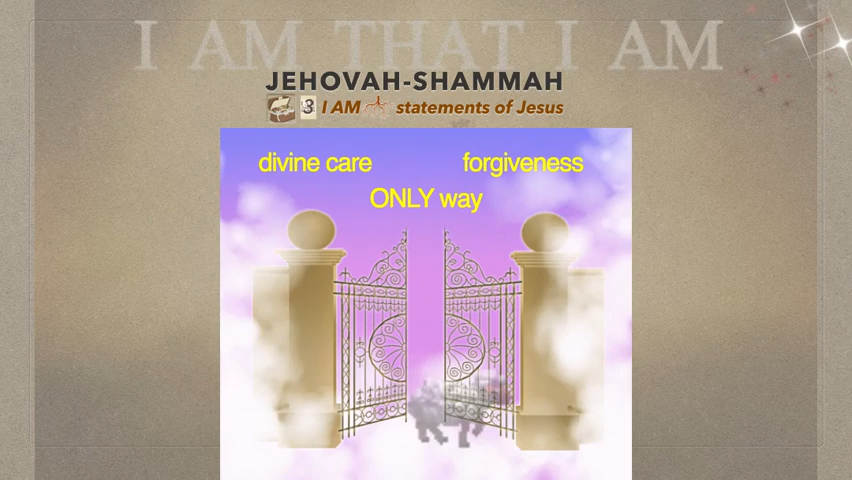 I AM THAT I AM
JEHOVAH-SHAMMAH
3 I AM statements of Jesus
divine care forgiveness
ONLY way